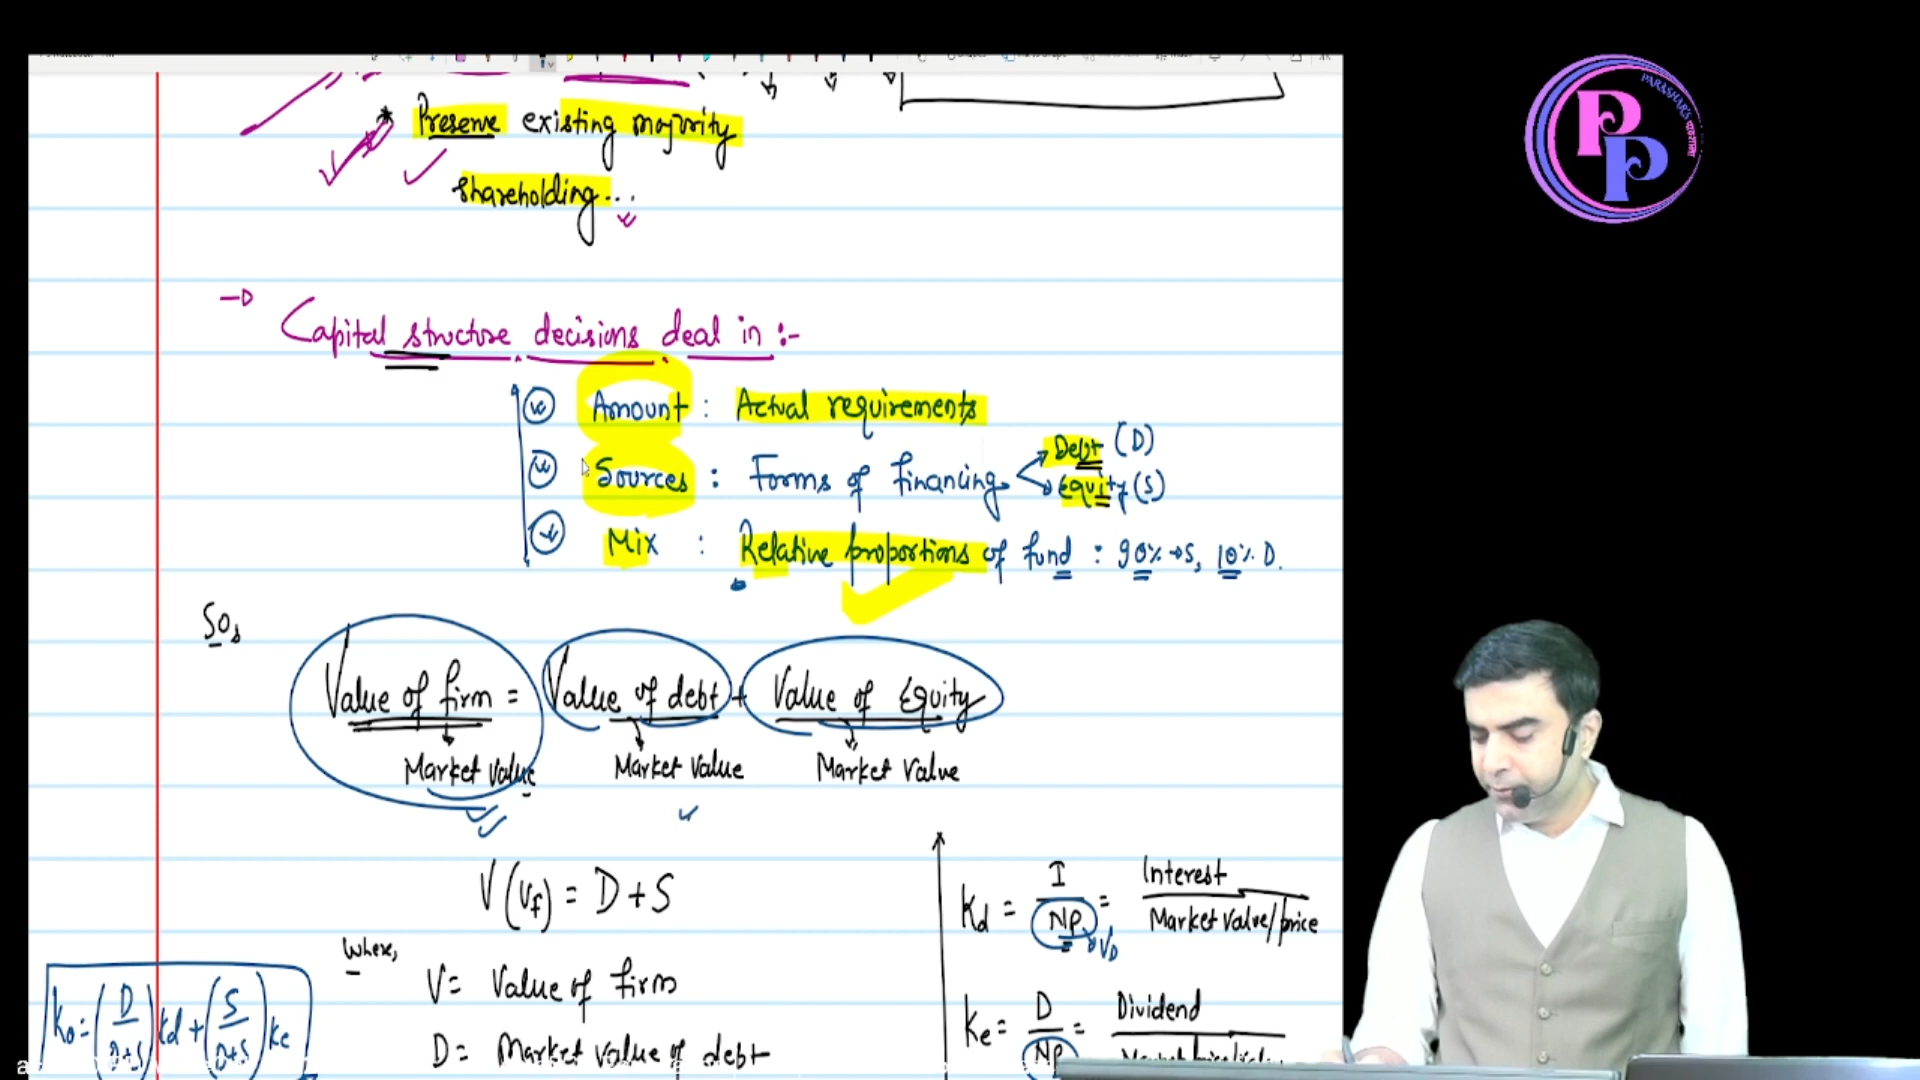 * Preserve existing majority
shareholding...
Capital structure decisions deal in :-
Amount : Actual requirements
Sources : Forms of financing
Debt (D)
Equity (S)
Mix : Relative proportions of fund : 90% → S, 10% D.
So,
Value of firm = Value of debt + Value of Equity
Market value
Market value
Market value
V(Vf) = D+S
where,
V= Value of firm
D= Market value of debt
Ko = (D/D+S) Kd + (S/D+S) Ke
Kd = I/NP = Interest/Market value/price
VD
Ke = D/NP = Dividend
PARASHAR'S
PP